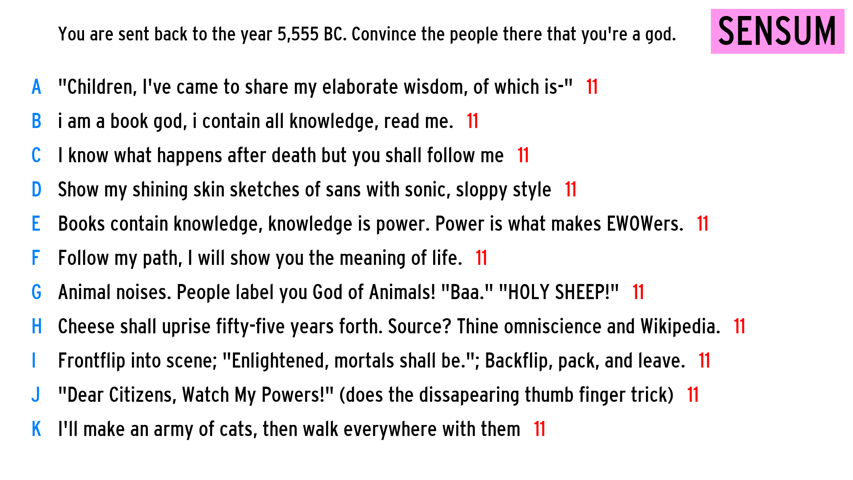 You are sent back to the year 5,555 BC. Convince the people there that you're a god.
SENSUM
A "Children, I've came to share my elaborate wisdom, of which is-" 11
B i am a book god, i contain all knowledge, read me. 11
C I know what happens after death but you shall follow me 11
D Show my shining skin sketches of sans with sonic, sloppy style 11
E Books contain knowledge, knowledge is power. Power is what makes EWOWers. 11
F Follow my path, I will show you the meaning of life. 11
G Animal noises. People label you God of Animals! "Baa." "HOLY SHEEP!" 11
H Cheese shall uprise fifty-five years forth. Source? Thine omniscience and Wikipedia. 11
I Frontflip into scene; "Enlightened, mortals shall be."; Backflip, pack, and leave. 11
J "Dear Citizens, Watch My Powers!" (does the dissapearing thumb finger trick) 11
K I'll make an army of cats, then walk everywhere with them 11